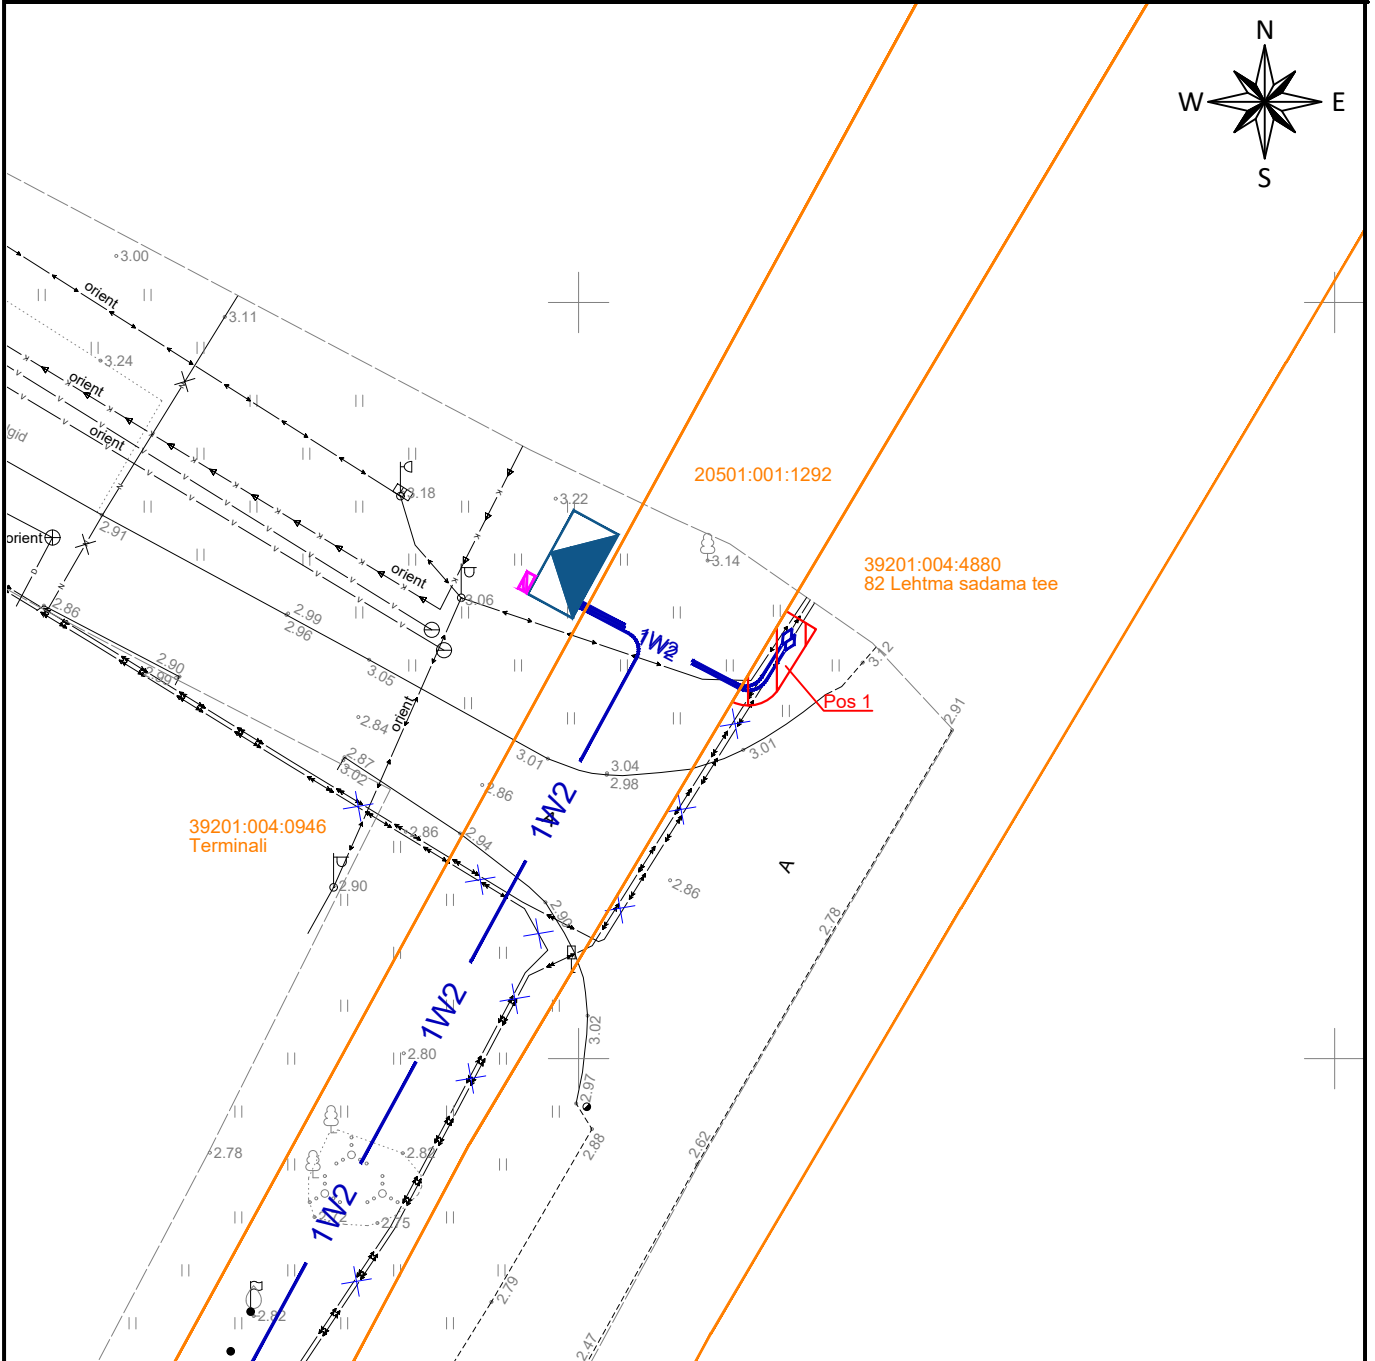 N
W E
S
3.00
orient
3.11
3.24
orient
orient
lgid
3.18
20501:001:1292
3.22
2.91
orient
3.14
39201:004:4880
82 Lehtma sadama tee
orient
3.06
2.86
2.99
2.96
1W2
2.90
3.05
3.12
Pos 1
2.84
orient
2.91
3.01
3.01
2.87
3.02
3.04
2.98
2.86
1W2
39201:004:0946
Terminali
2.86
2.94
A
2.90
2.86
2.90
2.78
1W2
3.02
2.80
2.97
2.78
2.82
2.88
2.62
1W2
2.75
2.79
2.82
2.47